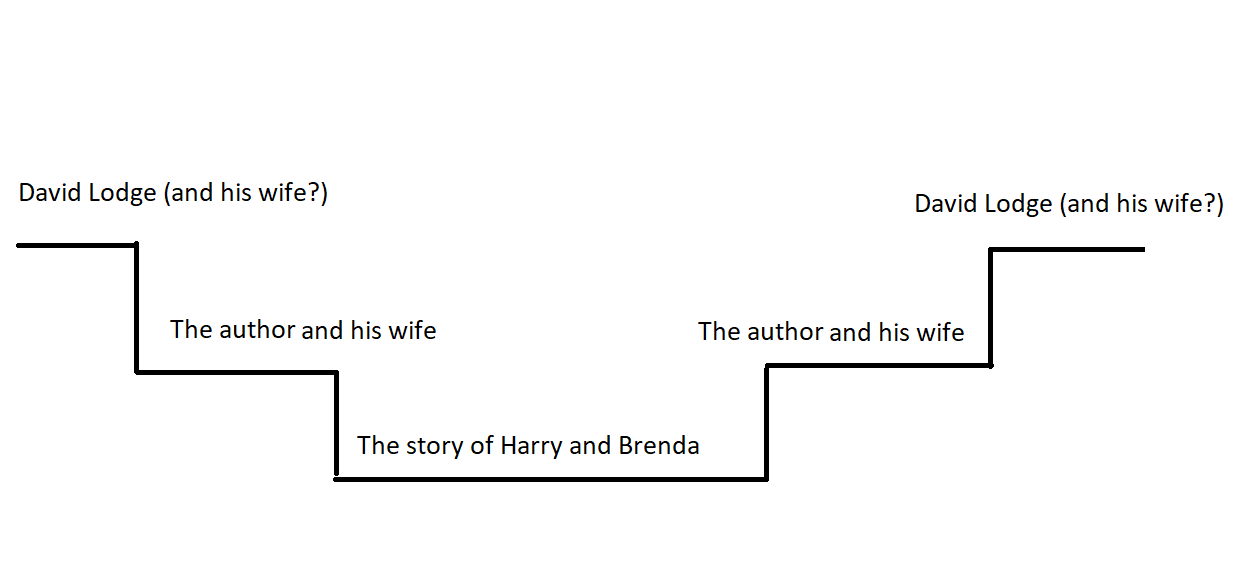 David Lodge (and his wife?)
David Lodge (and his wife?)
The author and his wife
The author and his wife
The story of Harry and Brenda